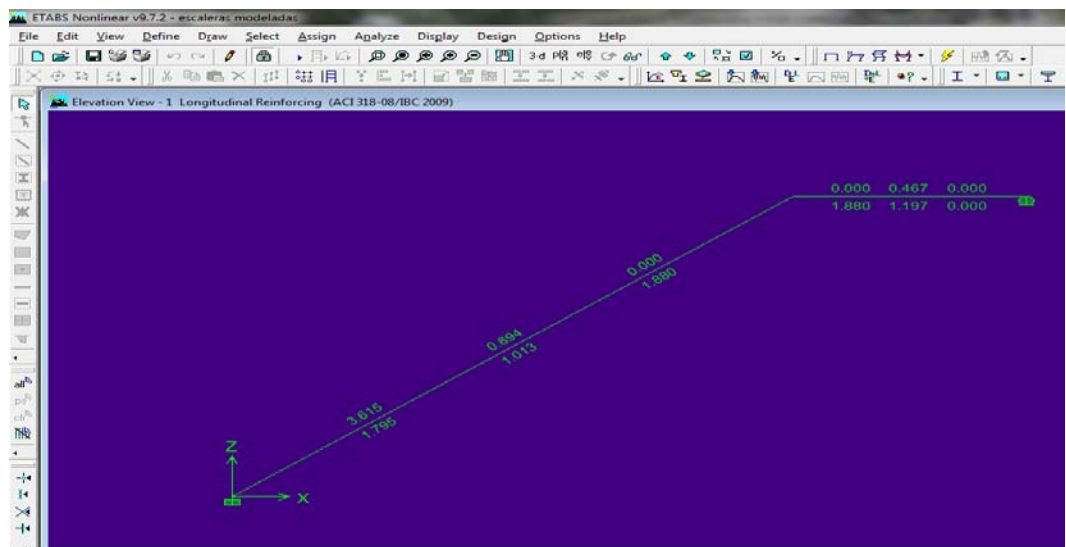 ETABS Nonlinear v9.7.2 - escaleras modeladas
File Edit View Define Draw Select Assign Analyze Display Design Options Help
3-d
Elevation View - 1 Longitudinal Reinforcing (ACI 318-08/IBC 2009)
0.000 0.467 0.000
1.880 1.197 0.000
0.000
1.880
0.894
1.013
3.615
1.795
all
Z
X